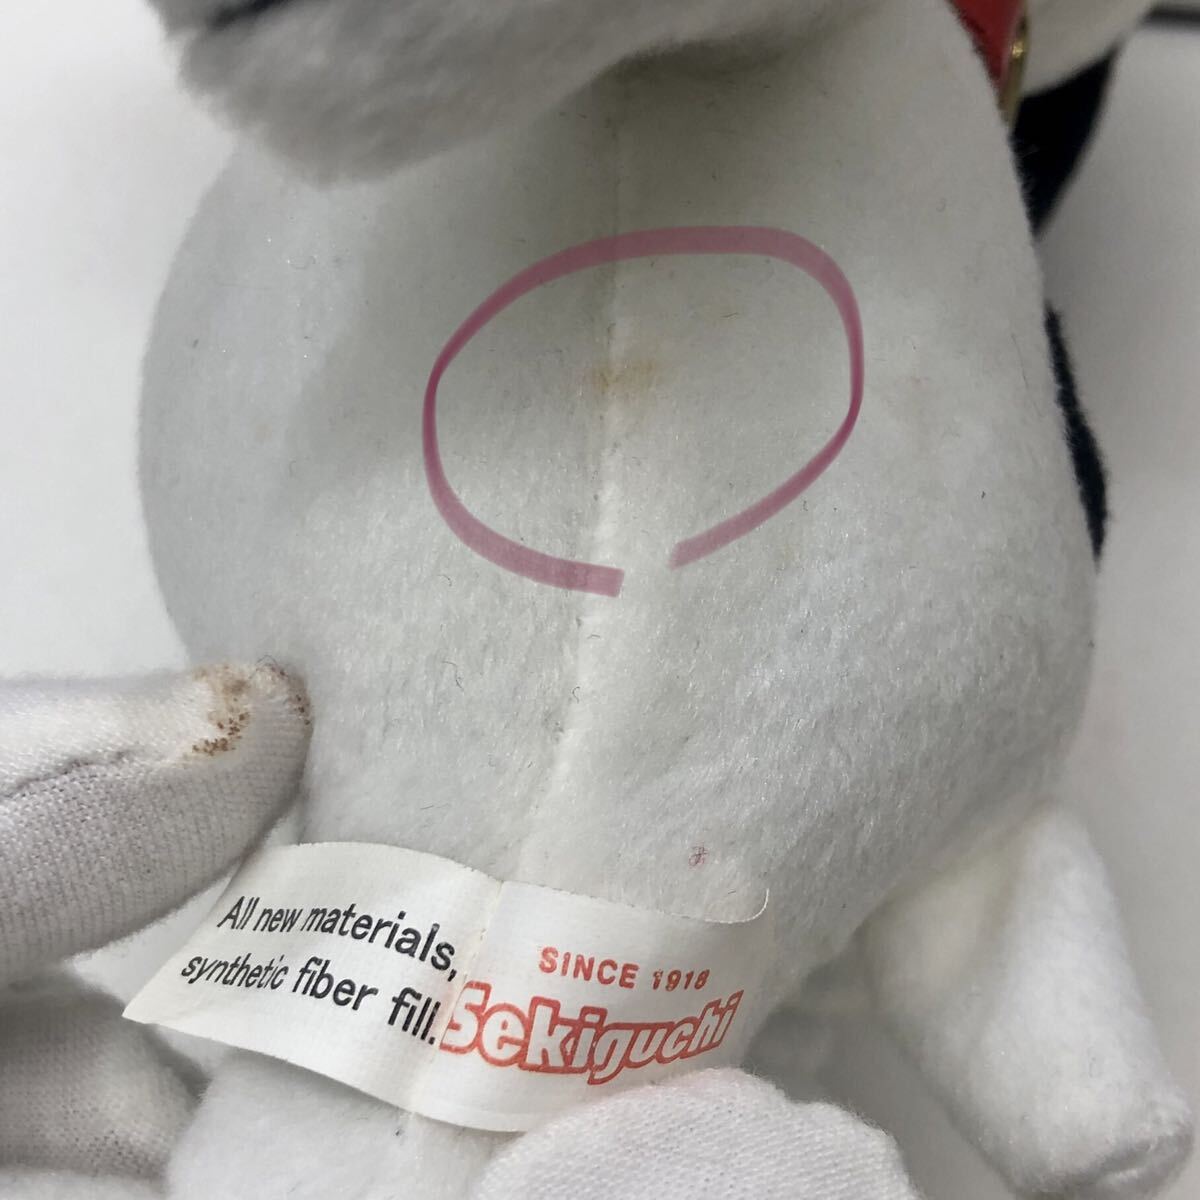 All new materials,
synthetic fiber fill.
SINCE 1918
Sekiguchi